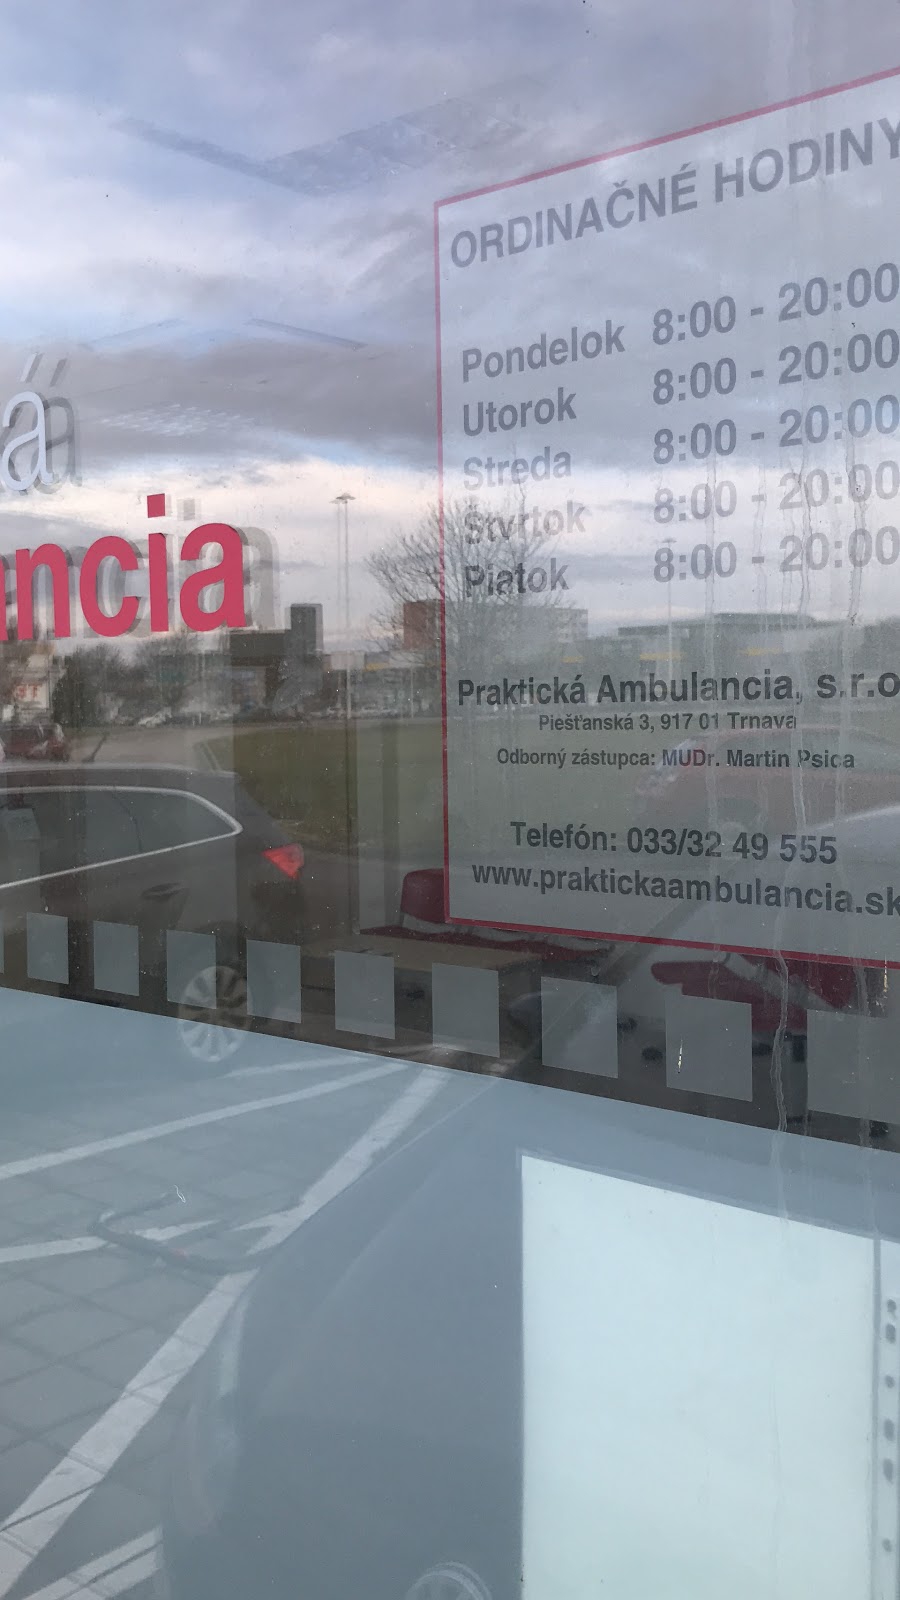 á
ancia
ORDINAČNÉ HODINY
Pondelok 8:00 - 20:00
Utorok 8:00 - 20:00
Streda 8:00 - 20:00
Štvrtok 8:00 - 20:00
Piatok 8:00 - 20:00
Praktická Ambulancia, s.r.o
Piešťanská 3, 917 01 Trnava
Odborný zástupca: MUDr. Martin Psica
Telefón: 033/32 49 555
www.praktickaambulancia.sk